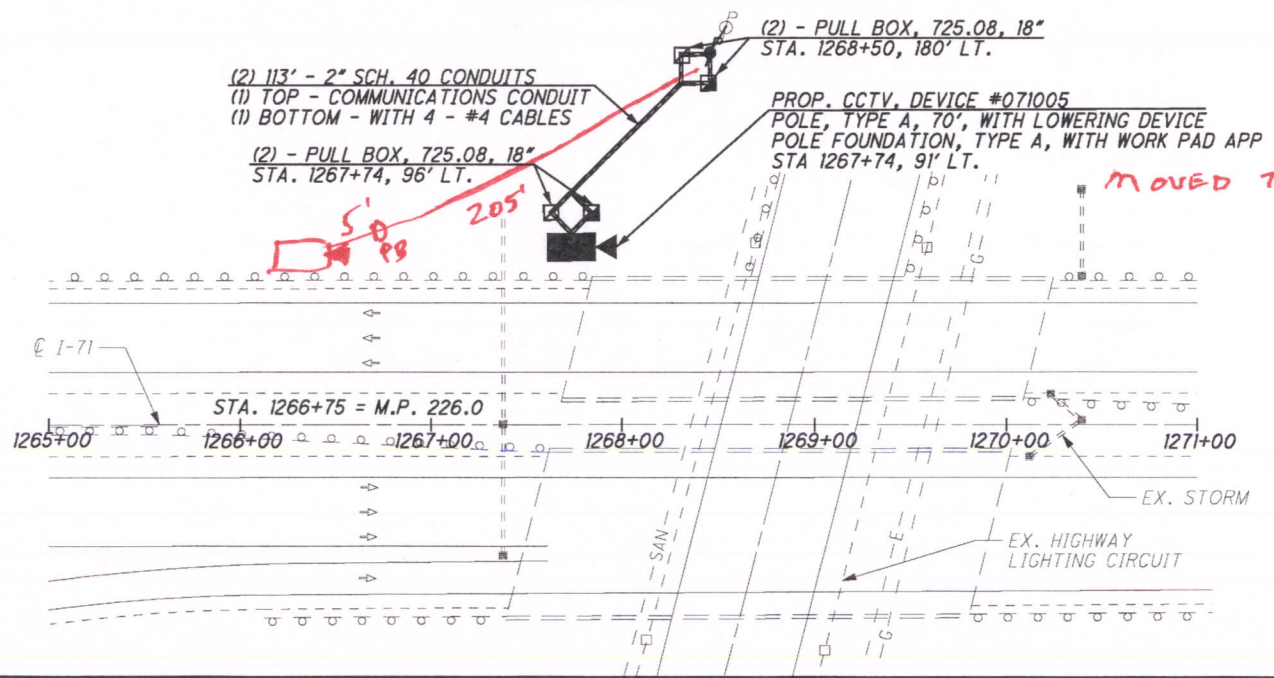 P
(2) - PULL BOX, 725.08, 18"
STA. 1268+50, 180' LT.
(2) 113' - 2" SCH. 40 CONDUITS
(1) TOP - COMMUNICATIONS CONDUIT
(1) BOTTOM - WITH 4 - #4 CABLES
PROP. CCTV, DEVICE #071005
POLE, TYPE A, 70', WITH LOWERING DEVICE
POLE FOUNDATION, TYPE A, WITH WORK PAD APP
STA 1267+74, 91' LT.
(2) - PULL BOX, 725.08, 18"
STA. 1267+74, 96' LT.
MOVED
5'
205'
PB
G
℄ I-71
STA. 1266+75 = M.P. 226.0
1265+00 1266+00 1267+00 1268+00 1269+00 1270+00 1271+00
EX. STORM
SAN
E
EX. HIGHWAY
LIGHTING CIRCUIT
G